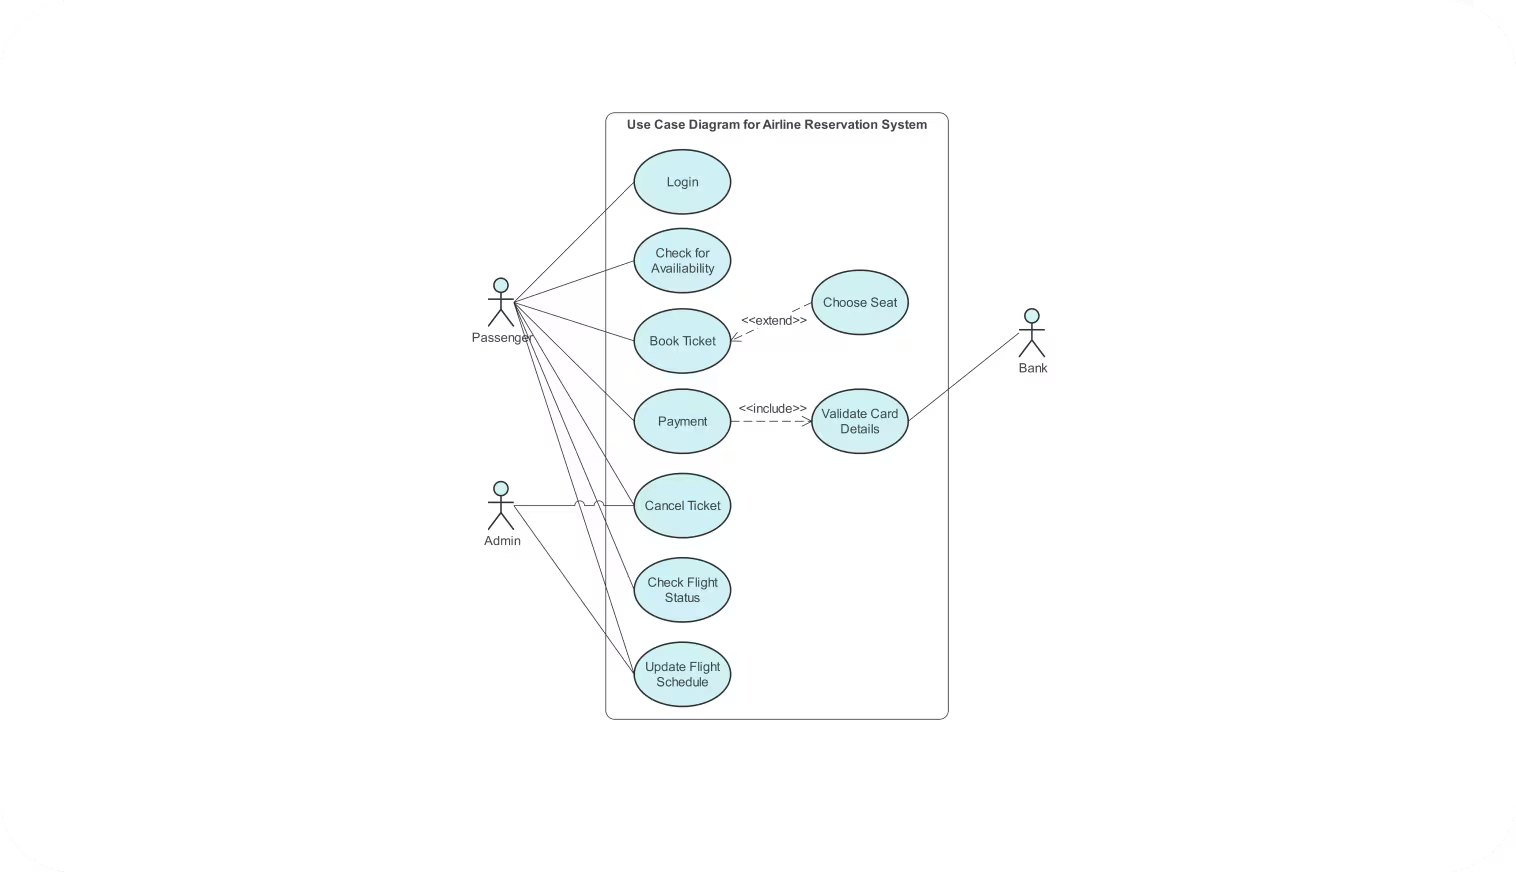 Use Case Diagram for Airline Reservation System
Login
Check for
Availiability
Choose Seat
<<extend>>
Passenger
Book Ticket
Bank
<<include>>
Payment
Validate Card
Details
Cancel Ticket
Admin
Check Flight
Status
Update Flight
Schedule